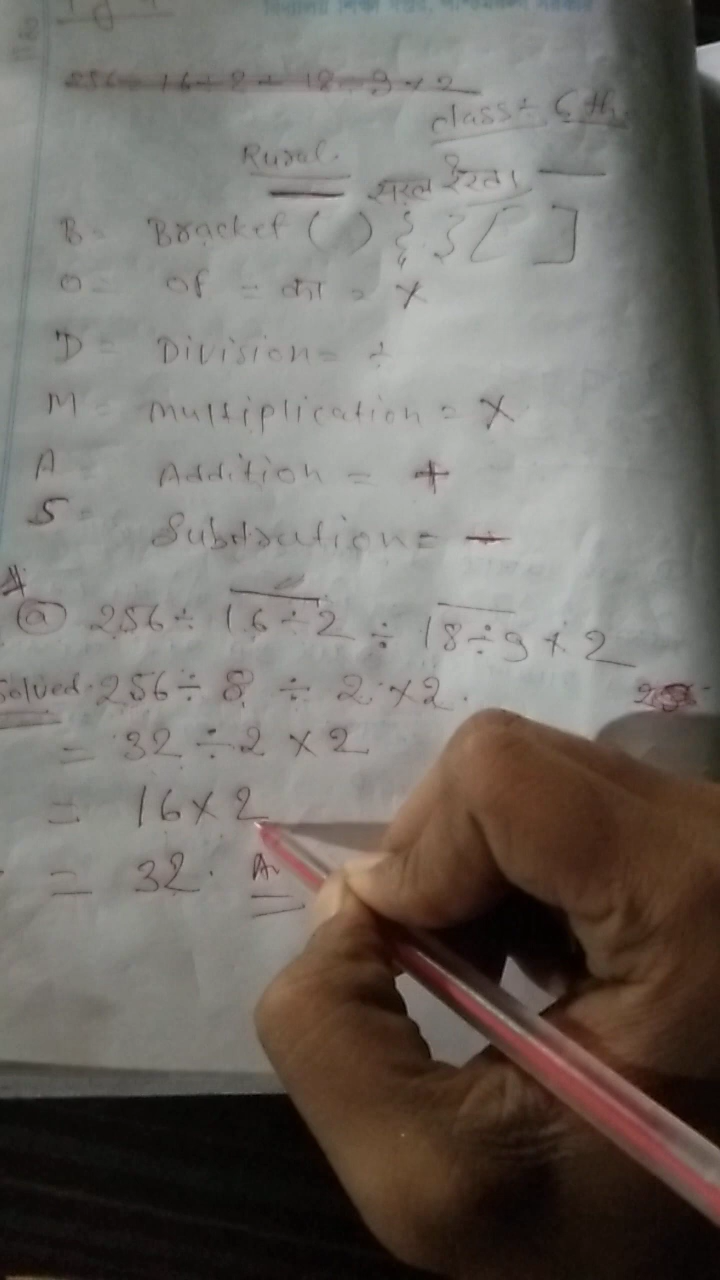 256÷16÷8÷18÷9×2
class÷6th.
Rural.
सरल
B= Bracket ( ) { } [ ]
O= Of = का = ×
D= Division= ÷
M= Multiplication = ×
A Addition = +
S= Subtraction= −
(a) 256÷ 16÷2 ÷ 18÷9 × 2
Solved. 256÷ 8 ÷ 2 ×2.
= 32 ÷2 ×2
= 16×2
= 32. A